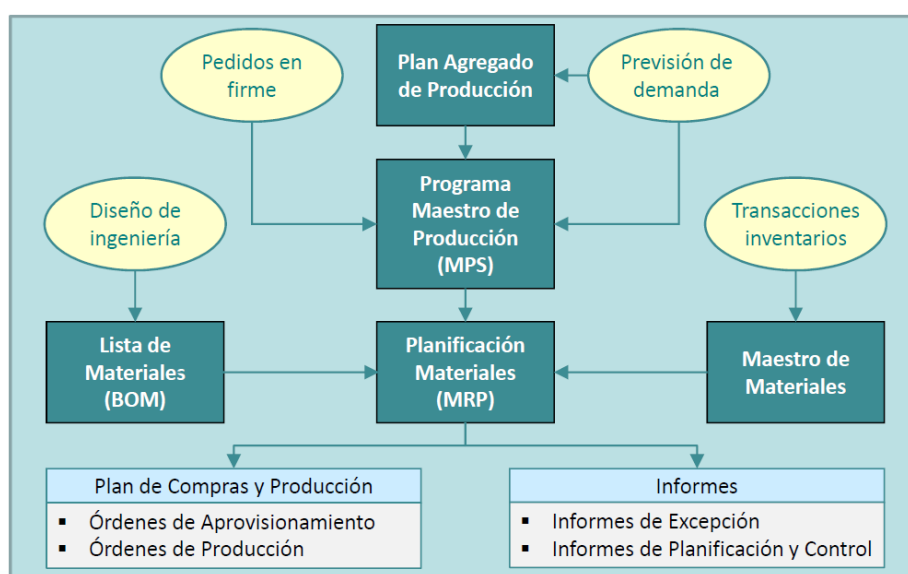 Pedidos en
firme
Plan Agregado
de Producción
Previsión de
demanda
Diseño de
ingeniería
Programa
Maestro de
Producción
(MPS)
Transacciones
inventarios
Lista de
Materiales
(BOM)
Planificación
Materiales
(MRP)
Maestro de
Materiales
Plan de Compras y Producción
▪ Órdenes de Aprovisionamiento
▪ Órdenes de Producción
Informes
▪ Informes de Excepción
▪ Informes de Planificación y Control